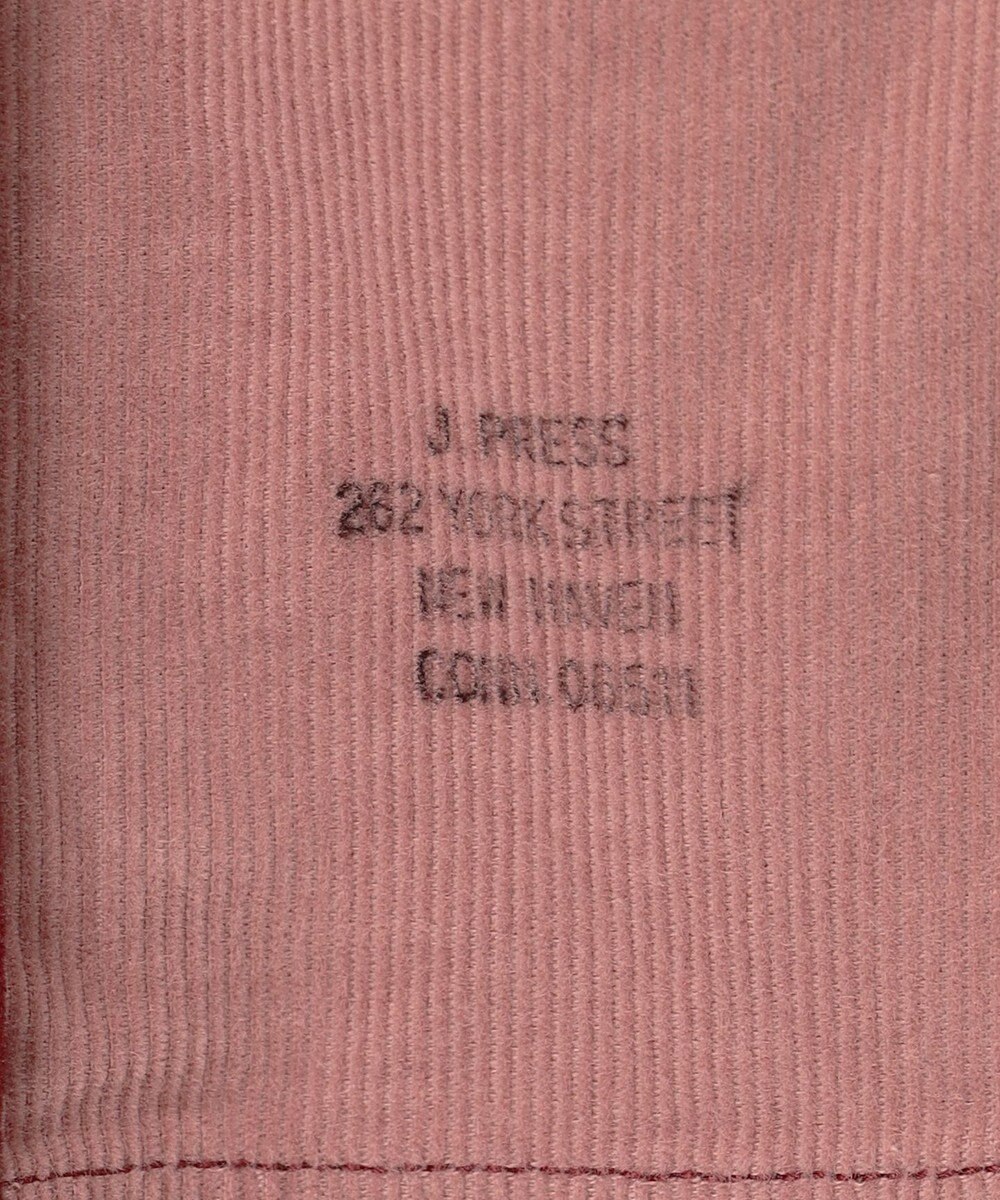 J. PRESS
262 YORK STREET
NEW HAVEN
CONN. 06511